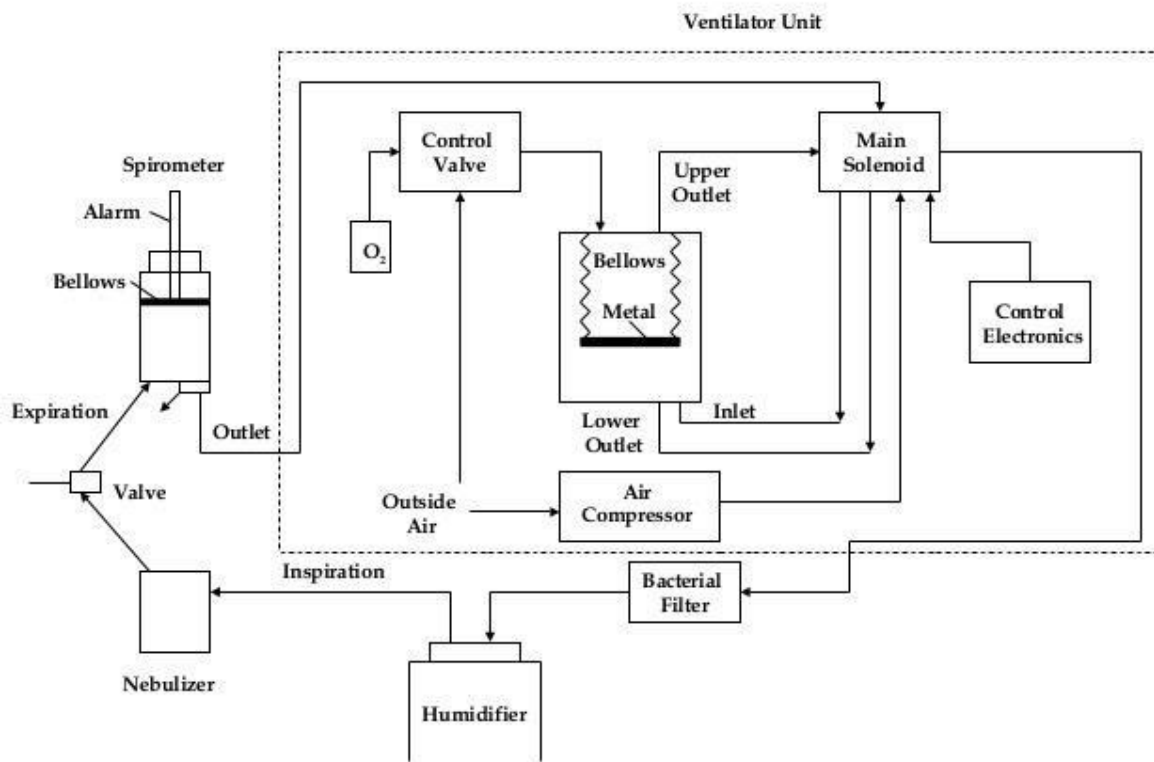 Ventilator Unit
Spirometer
Alarm
Bellows
Expiration
Outlet
Valve
Nebulizer
Control
Valve
O2
Upper
Outlet
Main
Solenoid
Bellows
Metal
Control
Electronics
Inlet
Lower
Outlet
Outside
Air
Air
Compressor
Inspiration
Bacterial
Filter
Humidifier